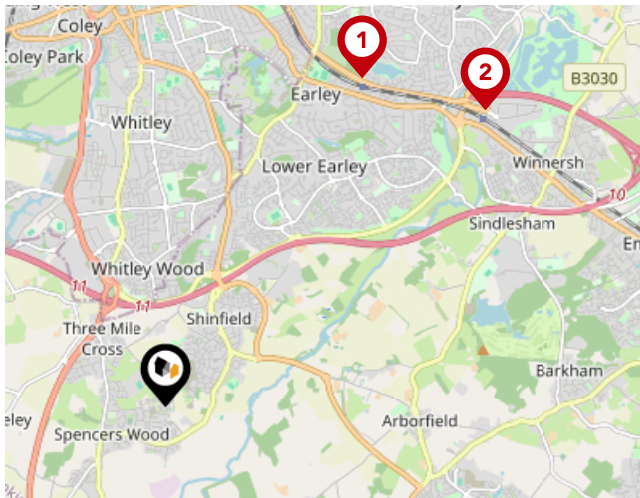 Coley
Coley Park
1
2
B3030
Earley
Whitley
Lower Earley
Winnersh
10
Sindlesham
Whitley Wood
11
11
Shinfield
Three Mile
Cross
Barkham
Arborfield
Spencers Wood